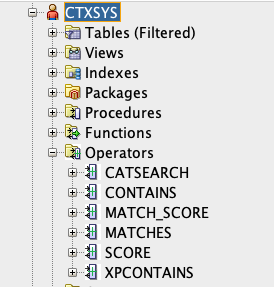 CTXSYS
Tables (Filtered)
Views
Indexes
Packages
Procedures
Functions
Operators
CATSEARCH
CONTAINS
MATCH_SCORE
MATCHES
SCORE
XPCONTAINS